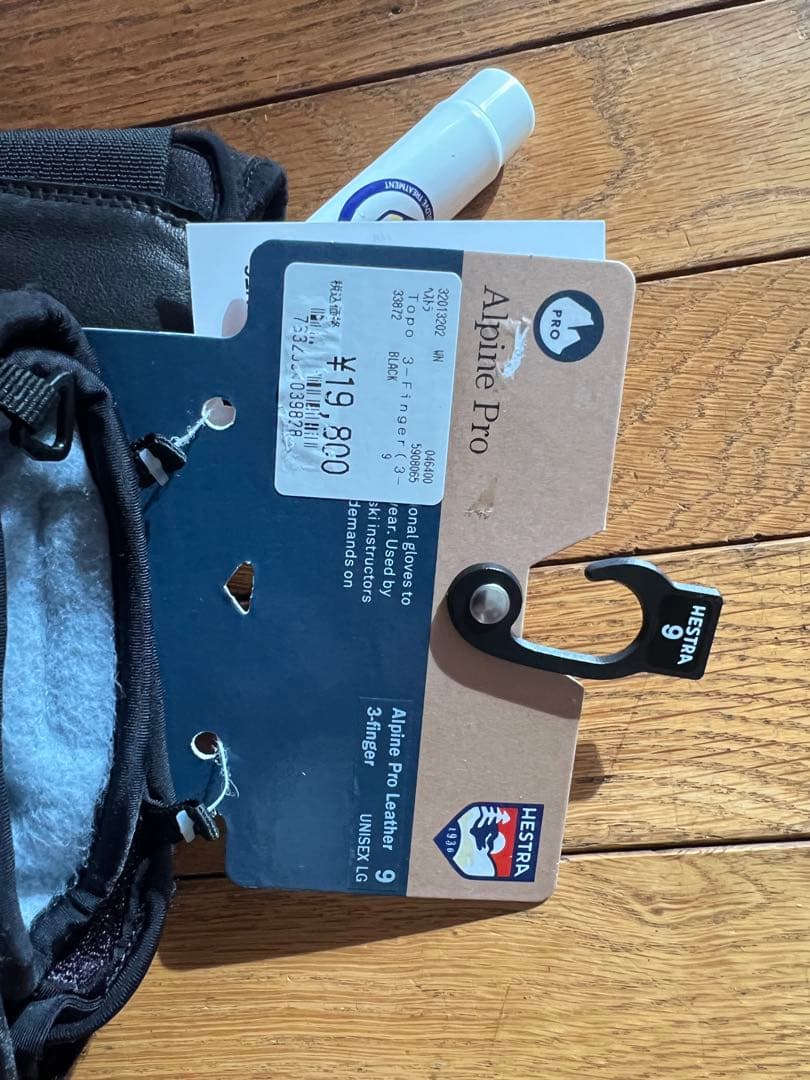 PRO
Alpine Pro
32013202 WN
ヘストラ
Topo 3-Finger (3-
33872 BLACK 9
046400
5908065
税込価格 ¥19,800
onal gloves to
ear. Used by
ski instructors
demands on
Alpine Pro Leather 9
3-finger UNISEX LG
HESTRA
1936
HESTRA
9